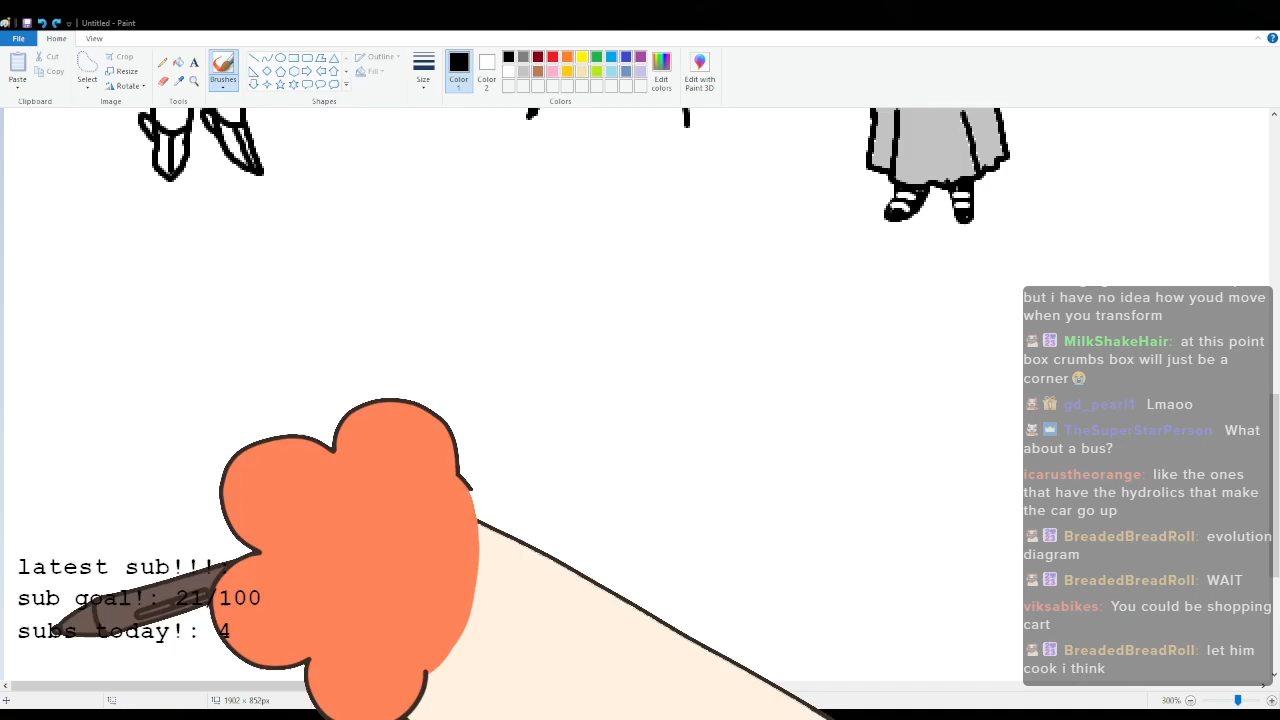 Untitled - Paint
File Home View
Paste
Cut
Copy
Clipboard
Select
Crop
Resize
Rotate
Image
Tools
Brushes
Shapes
Outline
Fill
Size
Color 1
Color 2
Edit colors
Colors
Edit with Paint 3D
but i have no idea how youd move
when you transform
MilkShakeHair: at this point
box crumbs box will just be a
corner😭
gd_pearl1 Lmaoo
TheSuperStarPerson What
about a bus?
icarustheorange: like the ones
that have the hydrolics that make
the car go up
BreadedBreadRoll: evolution
diagram
BreadedBreadRoll: WAIT
viksabikes: You could be shopping
cart
BreadedBreadRoll: let him
cook i think
latest sub!!!:
sub goal!: 21/100
subs today!: 4
1902 × 852px
300%